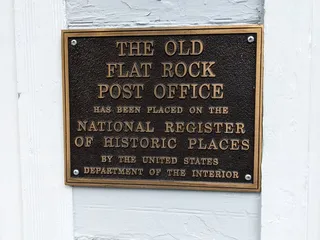 THE OLD
FLAT ROCK
POST OFFICE
HAS BEEN PLACED ON THE
NATIONAL REGISTER
OF HISTORIC PLACES
BY THE UNITED STATES
DEPARTMENT OF THE INTERIOR